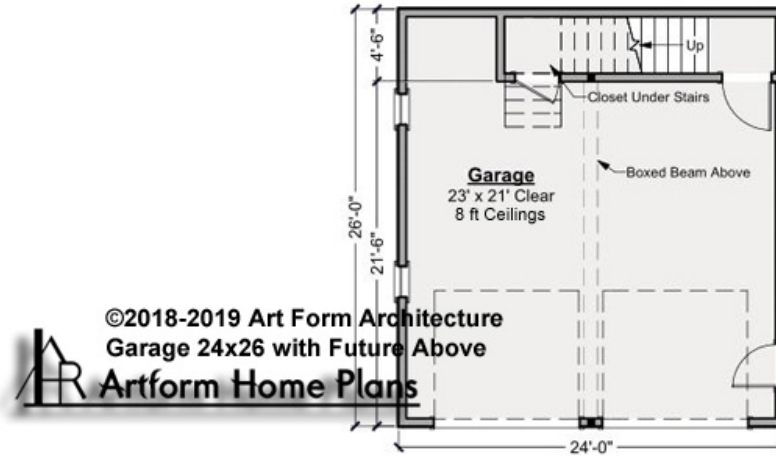 4'-6"
Up
Closet Under Stairs
Boxed Beam Above
Garage
23' x 21' Clear
8 ft Ceilings
26'-0"
21'-6"
©2018-2019 Art Form Architecture
Garage 24x26 with Future Above
Artform Home Plans
24'-0"